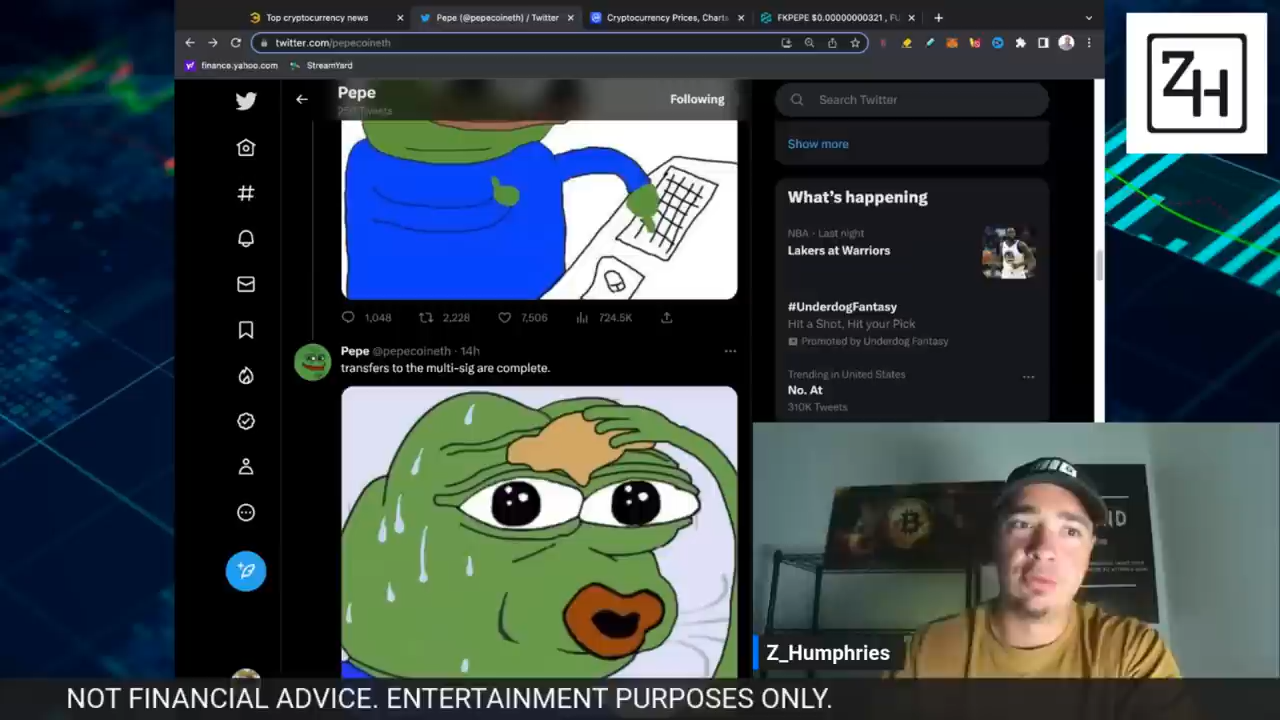 Top cryptocurrency news
Pepe (@pepecoineth) / Twitter
Cryptocurrency Prices, Charts
FKPEPE $0.00000000321 , FU
twitter.com/pepecoineth
finance.yahoo.com
StreamYard
ZH
Pepe
Following
Search Twitter
Show more
What's happening
NBA · Last night
Lakers at Warriors
#UnderdogFantasy
Hit a Shot, Hit your Pick
Promoted by Underdog Fantasy
1,048
2,228
7,506
724.5K
Pepe @pepecoineth · 14h
transfers to the multi-sig are complete.
Trending in United States
No. At
310K Tweets
Z_Humphries
NOT FINANCIAL ADVICE. ENTERTAINMENT PURPOSES ONLY.